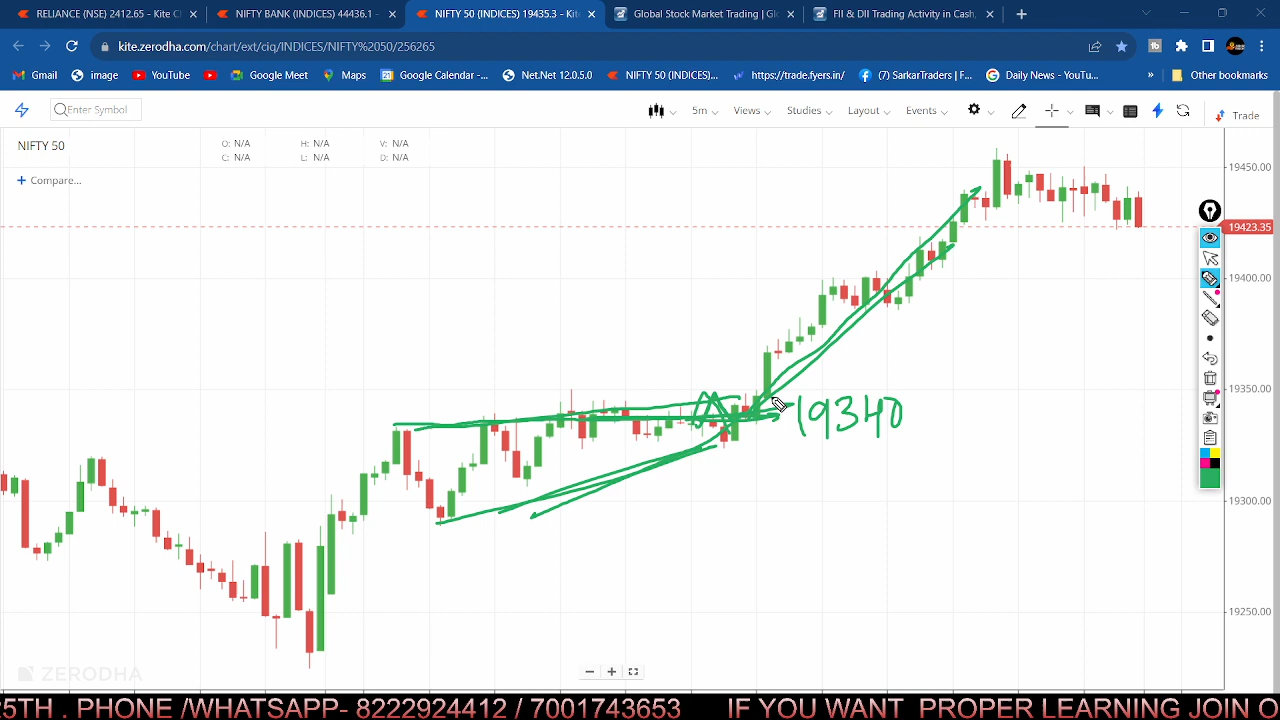 RELIANCE (NSE) 2412.65 - Kite C
NIFTY BANK (INDICES) 44436.1 -
NIFTY 50 (INDICES) 19435.3 - Kite
Global Stock Market Trading | Glo
FII & DII Trading Activity in Cash,
kite.zerodha.com/chart/ext/ciq/INDICES/NIFTY%2050/256265
Gmail
image
YouTube
Google Meet
Maps
Google Calendar -...
Net.Net 12.0.5.0
NIFTY 50 (INDICES)...
https://trade.fyers.in/
(7) Samtrainers | F...
Daily News - YouTu...
Other bookmarks
Enter Symbol
5m
Views
Studies
Layout
Events
Trade
NIFTY 50
O: N/A H: N/A V: N/A
C: N/A L: N/A D: N/A
+ Compare...
19450.00
19423.35
19400.00
19350.00
19340
19300.00
19250.00
ZERODHA
26TH . PHONE /WHATSAPP- 8222924412 / 7001743653 IF YOU WANT PROPER LEARNING JOIN O